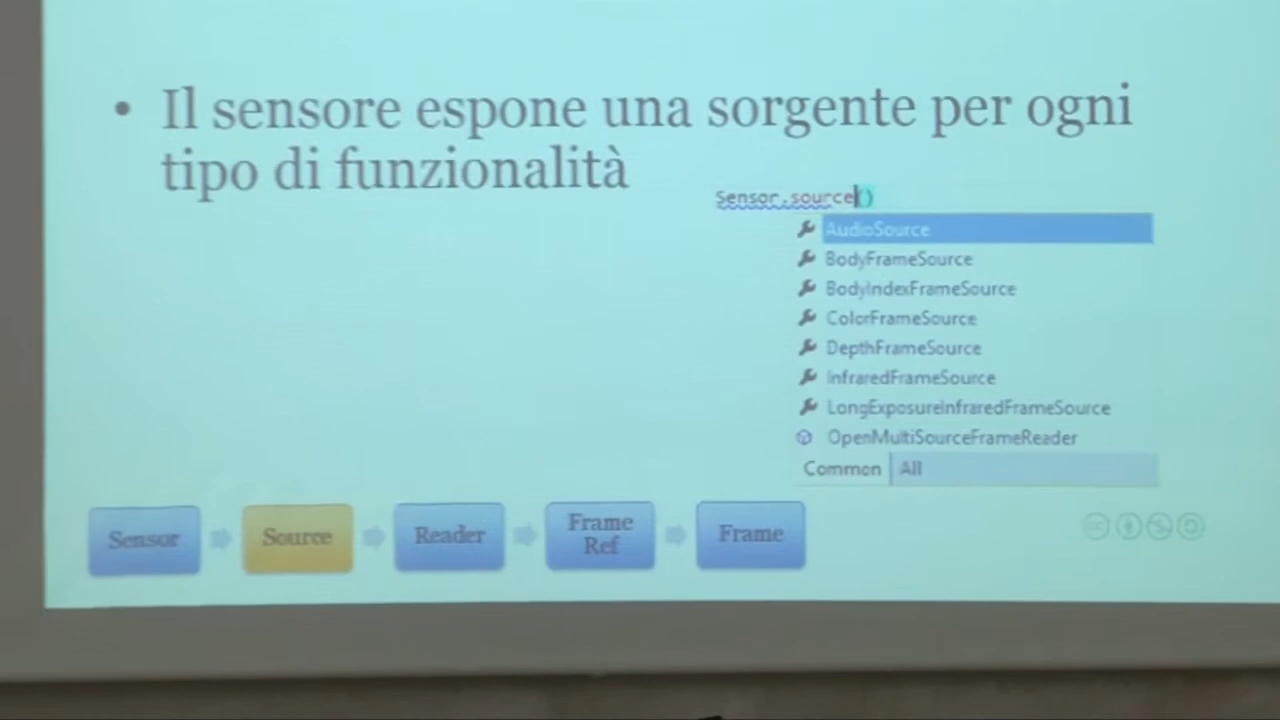 • Il sensore espone una sorgente per ogni
tipo di funzionalità
Sensor.source()
AudioSource
BodyFrameSource
BodyIndexFrameSource
ColorFrameSource
DepthFrameSource
InfraredFrameSource
LongExposureInfraredFrameSource
OpenMultiSourceFrameReader
Common All
Sensor Source Reader Frame Ref Frame